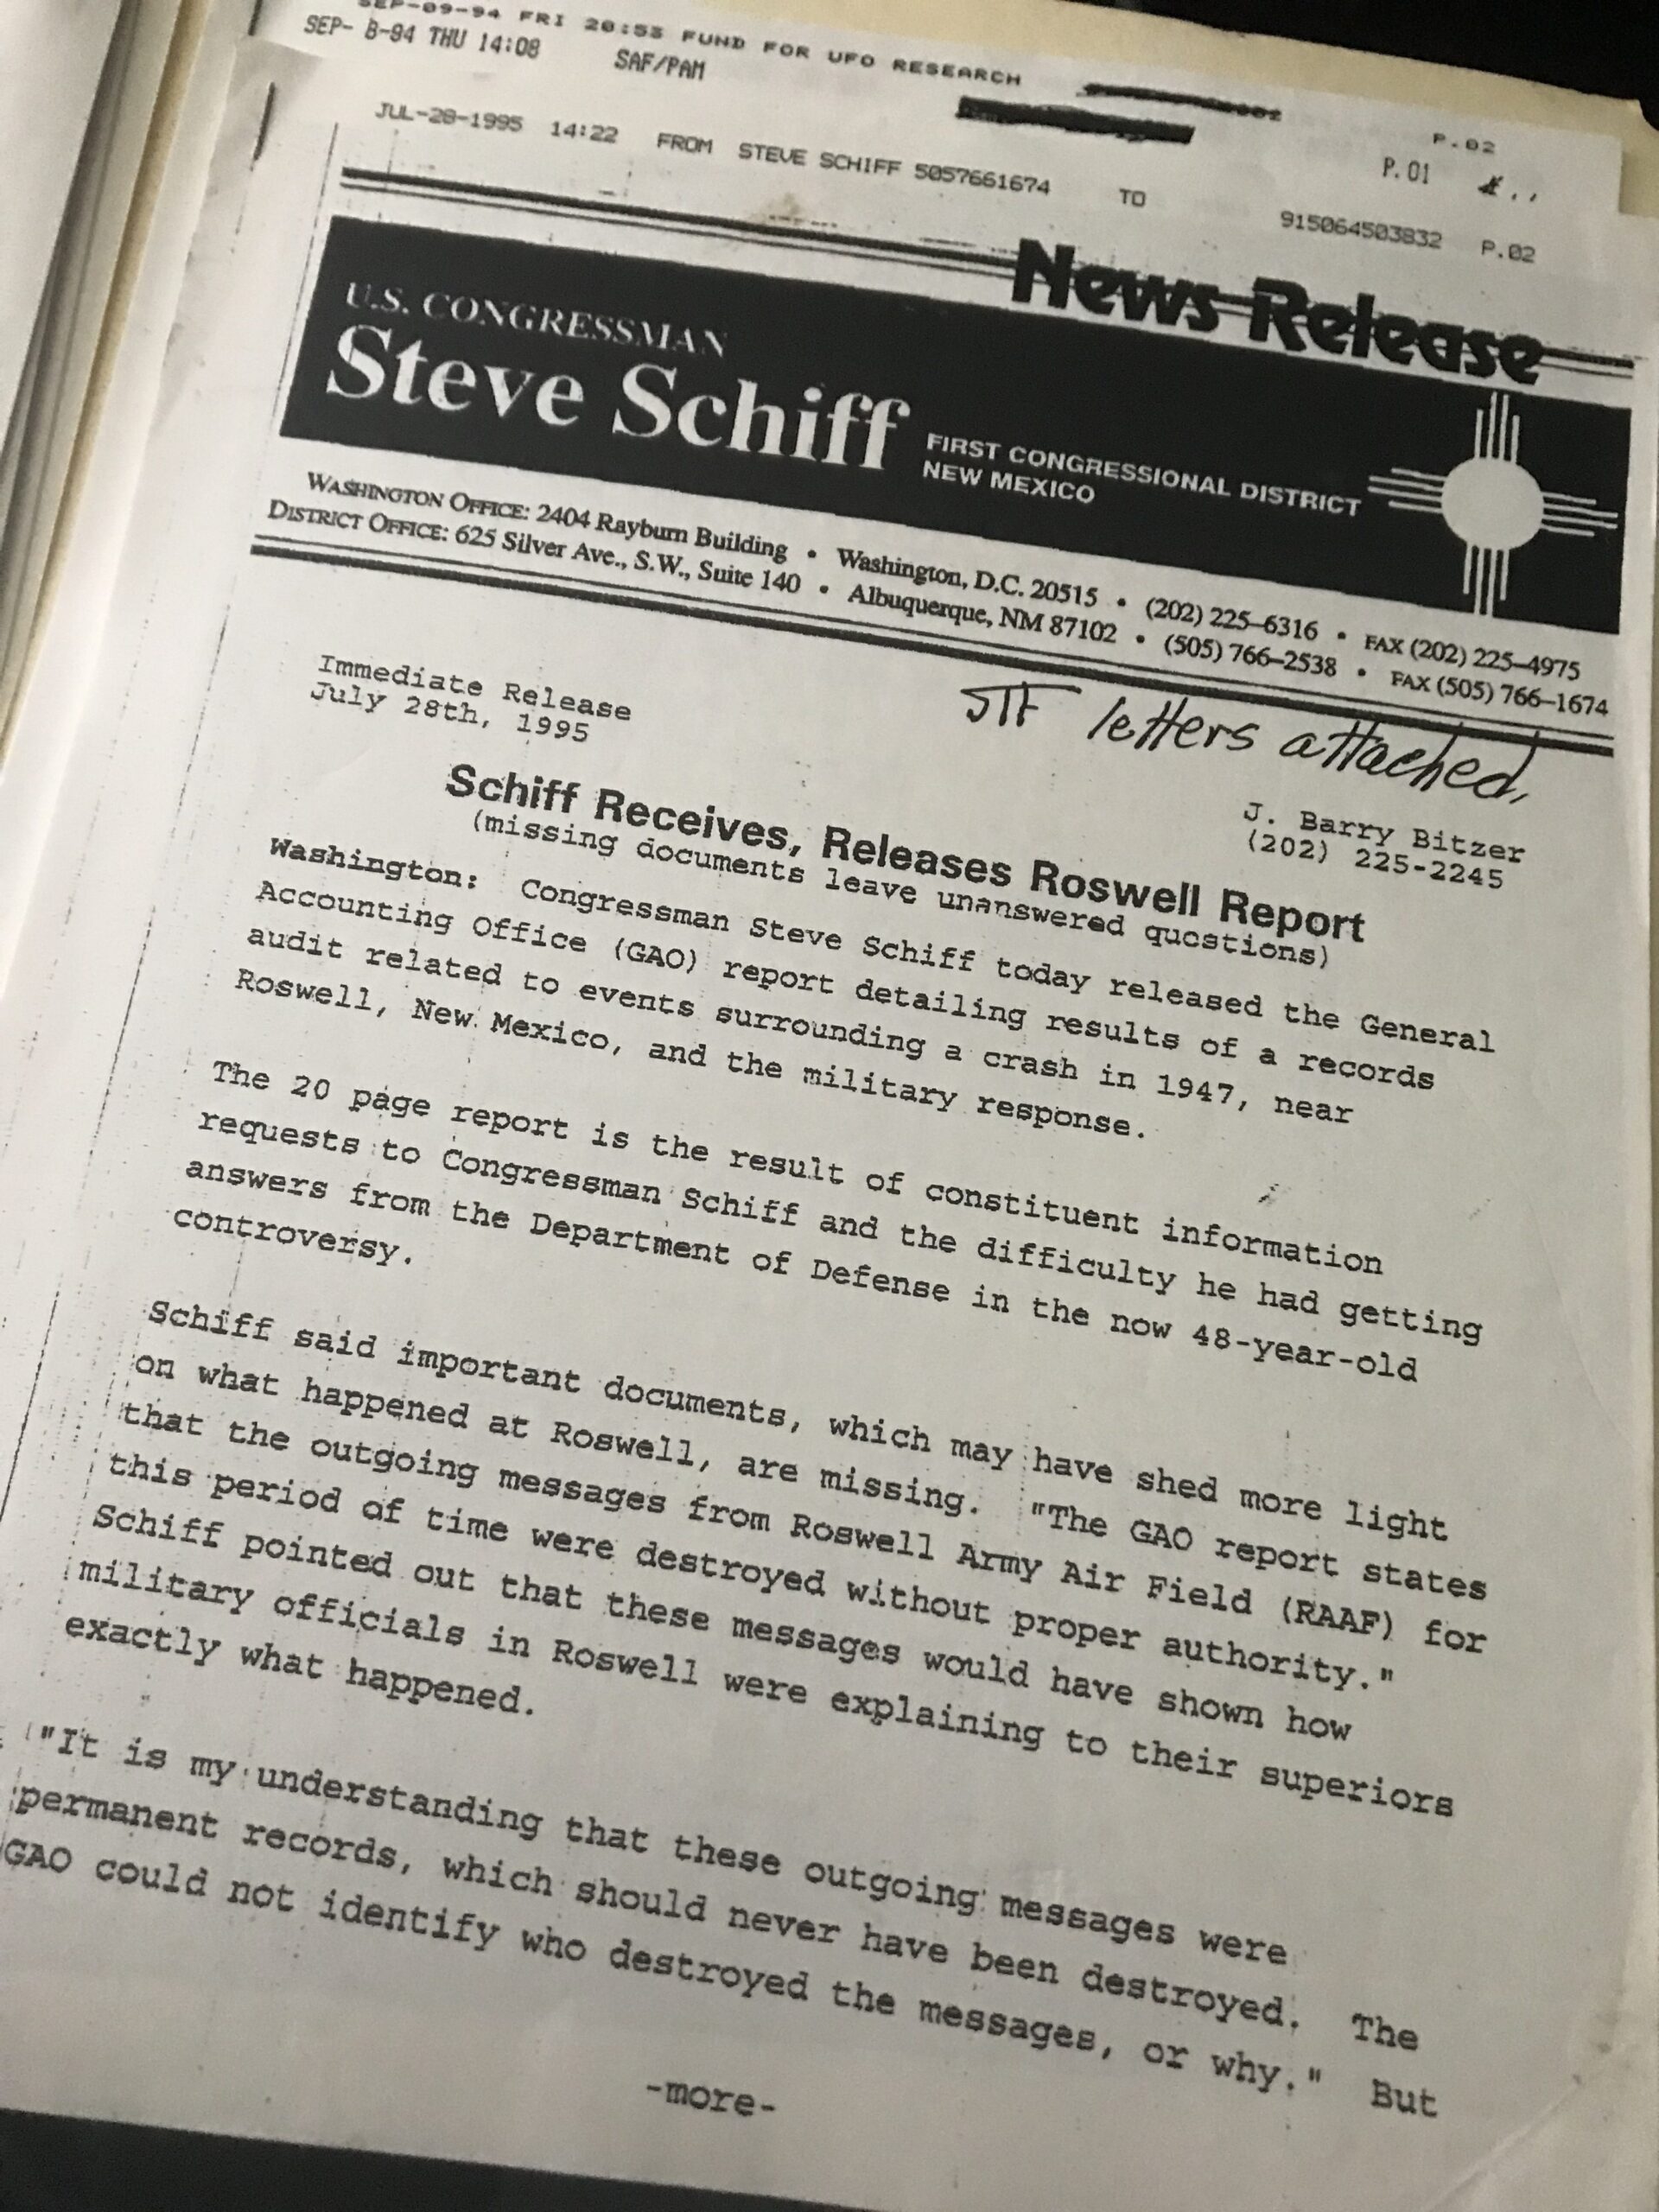 SEP-09-94 FRI 20:53 FUND FOR UFO RESEARCH P.02
SEP- 8-94 THU 14:08 SAF/PAM P.01
JUL-28-1995 14:22 FROM STEVE SCHIFF 5057661674 TO 915064503832 P.02
News Release
U.S. CONGRESSMAN
Steve Schiff
FIRST CONGRESSIONAL DISTRICT
NEW MEXICO
WASHINGTON OFFICE: 2404 Rayburn Building • Washington, D.C. 20515 • (202) 225–6316 • FAX (202) 225–4975
DISTRICT OFFICE: 625 Silver Ave., S.W., Suite 140 • Albuquerque, NM 87102 • (505) 766–2538 • FAX (505) 766–1674
letters attached.
Immediate Release
July 28th, 1995
J. Barry Bitzer
(202) 225-2245
Schiff Receives, Releases Roswell Report
(missing documents leave unanswered questions)
Washington: Congressman Steve Schiff today released the General
Accounting Office (GAO) report detailing results of a records
audit related to events surrounding a crash in 1947, near
Roswell, New Mexico, and the military response.
The 20 page report is the result of constituent information
requests to Congressman Schiff and the difficulty he had getting
answers from the Department of Defense in the now 48-year-old
controversy.
Schiff said important documents, which may have shed more light
on what happened at Roswell, are missing. "The GAO report states
that the outgoing messages from Roswell Army Air Field (RAAF) for
this period of time were destroyed without proper authority."
Schiff pointed out that these messages would have shown how
military officials in Roswell were explaining to their superiors
exactly what happened.
"It is my understanding that these outgoing messages were
permanent records, which should never have been destroyed. The
GAO could not identify who destroyed the messages, or why." But
-more-